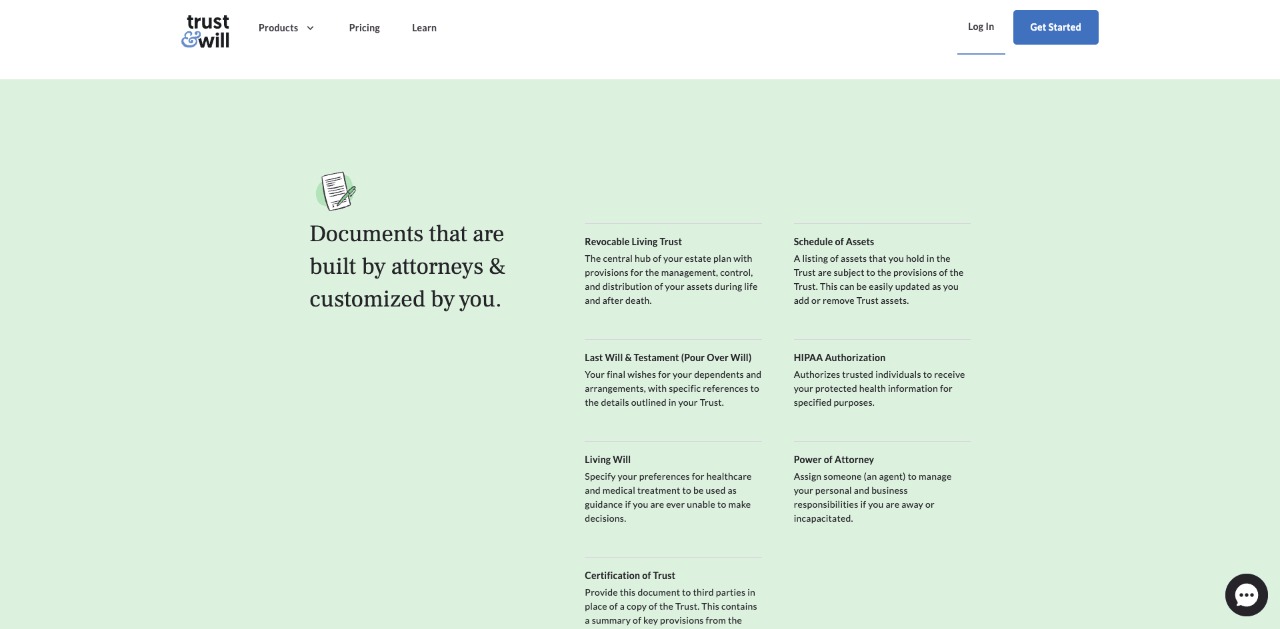 trust
&will
Products
Pricing
Learn
Log In
Get Started
Documents that are
built by attorneys &
customized by you.
Revocable Living Trust
The central hub of your estate plan with
provisions for the management, control,
and distribution of your assets during life
and after death.
Schedule of Assets
A listing of assets that you hold in the
Trust are subject to the provisions of the
Trust. This can be easily updated as you
add or remove Trust assets.
Last Will & Testament (Pour Over Will)
Your final wishes for your dependents and
arrangements, with specific references to
the details outlined in your Trust.
HIPAA Authorization
Authorizes trusted individuals to receive
your protected health information for
specified purposes.
Living Will
Specify your preferences for healthcare
and medical treatment to be used as
guidance if you are ever unable to make
decisions.
Power of Attorney
Assign someone (an agent) to manage
your personal and business
responsibilities if you are away or
incapacitated.
Certification of Trust
Provide this document to third parties in
place of a copy of the Trust. This contains
a summary of key provisions from the